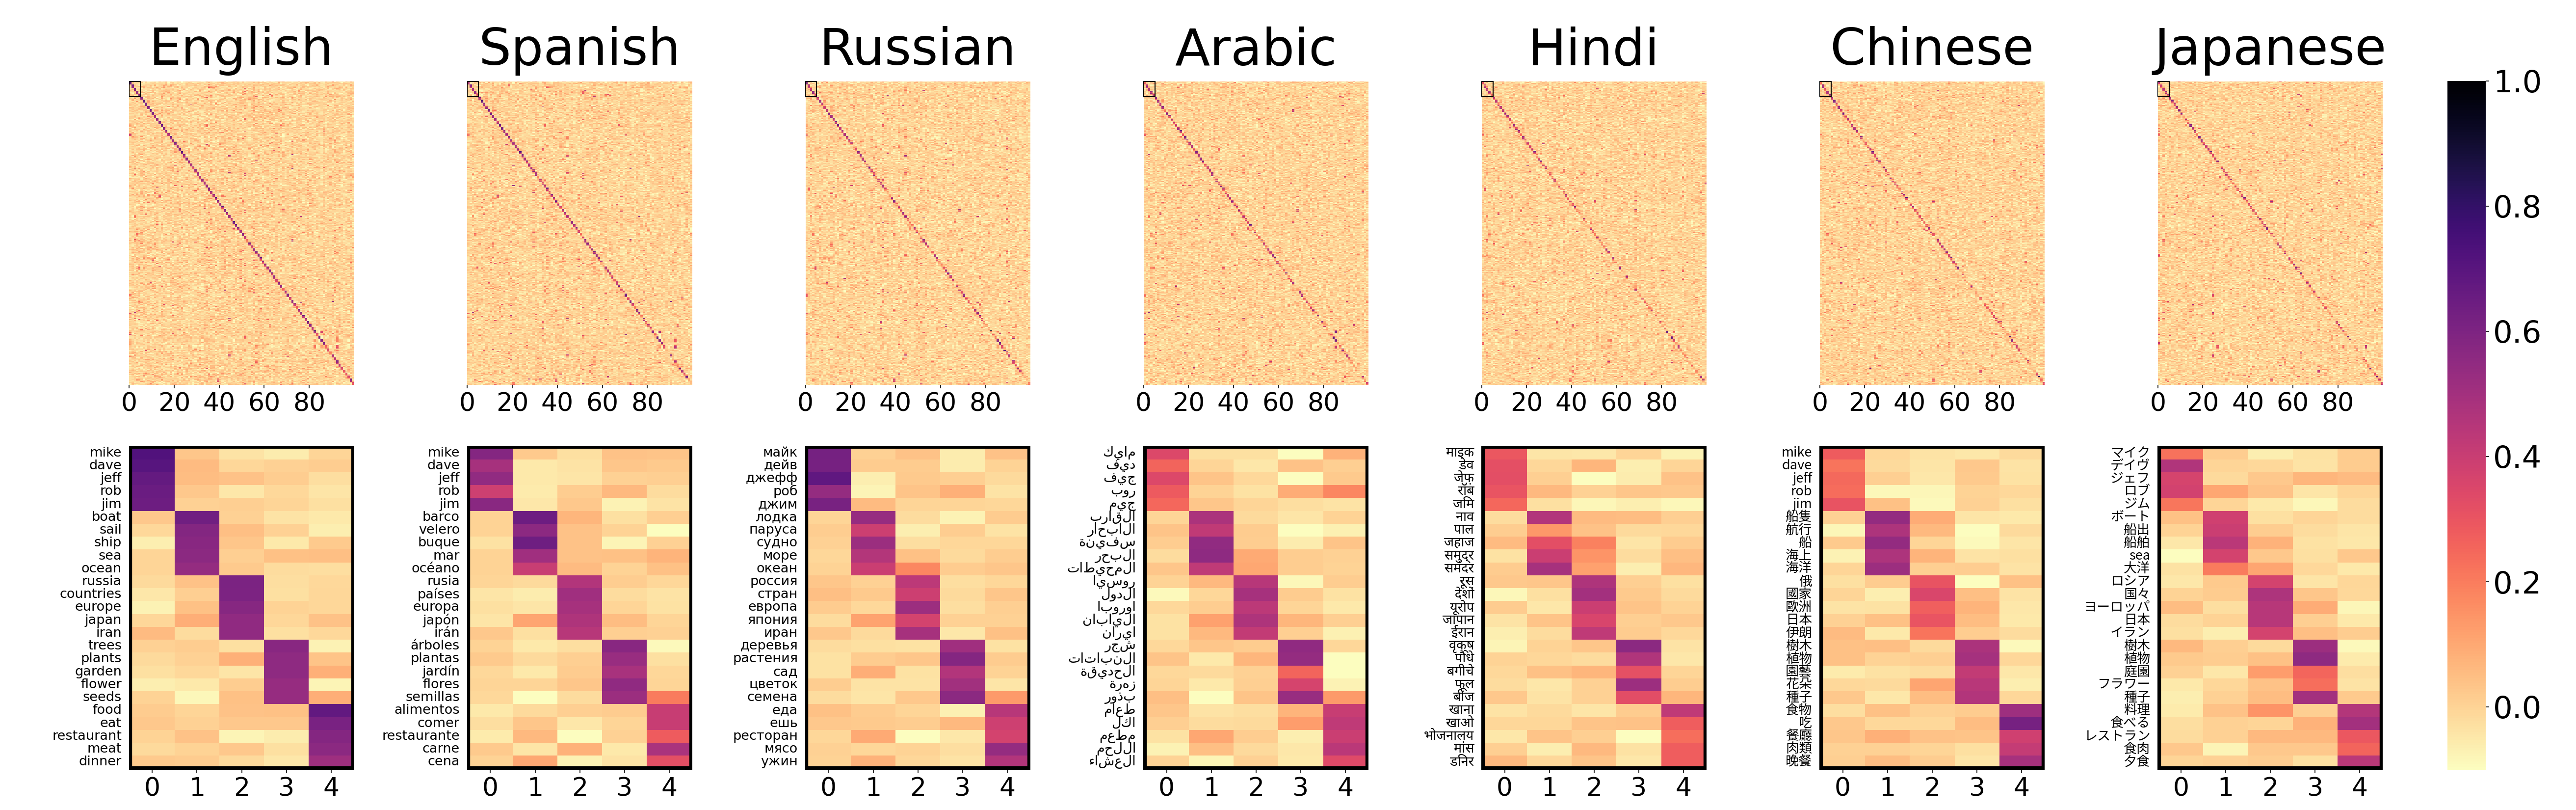 English
Spanish
Russian
Arabic
Hindi
Chinese
Japanese
0 20 40 60 80
0 20 40 60 80
0 20 40 60 80
0 20 40 60 80
0 20 40 60 80
0 20 40 60 80
0 20 40 60 80
1.0
0.8
0.6
0.4
0.2
0.0
mike
dave
jeff
rob
jim
boat
sail
ship
sea
ocean
russia
countries
europe
japan
iran
trees
plants
garden
flower
seeds
food
eat
restaurant
meat
dinner
0 1 2 3 4
mike
dave
jeff
rob
jim
barco
velero
buque
mar
océano
rusia
países
europa
japón
irán
árboles
plantas
jardín
flores
semillas
alimentos
comer
restaurante
carne
cena
0 1 2 3 4
майк
дейв
джефф
роб
джим
лодка
паруса
судно
море
океан
россия
стран
европа
япония
иран
деревья
растения
сад
цветок
семена
еда
ешь
ресторан
мясо
ужин
0 1 2 3 4
مايك
ديف
جيف
روب
جيم
القارب
الابحار
سفينة
البحر
المحيطات
روسيا
الدول
اوروبا
اليابان
ايران
شجر
النباتات
الحديقة
زهرة
بذور
طعام
اكل
مطعم
اللحم
العشاء
0 1 2 3 4
माइक
डेव
जेफ
रॉब
जमि
नाव
पाल
जहाज
समुद्र
समंदर
रूस
देशों
यूरोप
जापान
ईरान
वृक्ष
पौधे
बगीचे
फूल
बीज
खाना
खाओ
भोजनालय
मांस
डनिर
0 1 2 3 4
mike
dave
jeff
rob
jim
船隻
航行
船
海上
海洋
俄
國家
歐洲
日本
伊朗
樹木
植物
園藝
花朵
種子
食物
吃
餐廳
肉類
晚餐
0 1 2 3 4
マイク
デイヴ
ジェフ
ロブ
ジム
ボート
船出
船舶
sea
大洋
ロシア
国々
ヨーロッパ
日本
イラン
樹木
植物
庭園
フラワー
種子
料理
食べる
レストラン
食肉
夕食
0 1 2 3 4